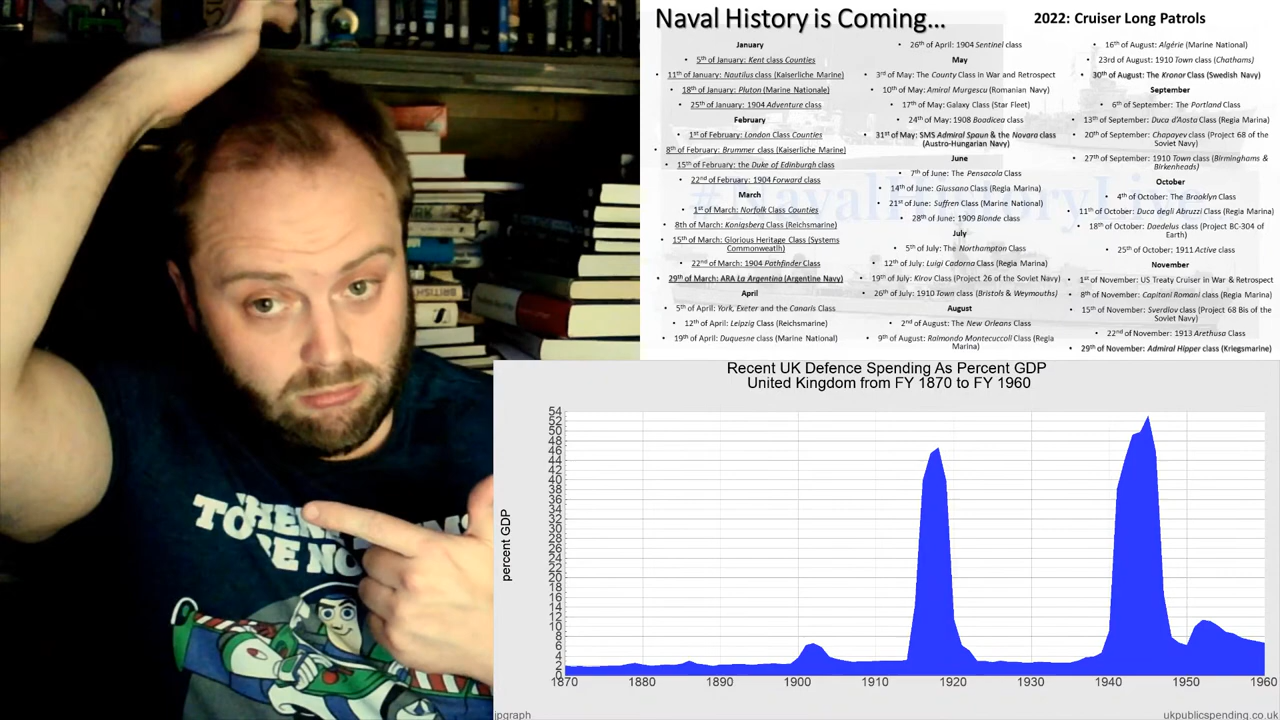 Naval History is Coming...
2022: Cruiser Long Patrols
January
• 5th of January: Kent class Counties
• 11th of January: Nautilus class (Kaiserliche Marine)
• 18th of January: Pluton (Marine Nationale)
• 25th of January: 1904 Adventure class
February
• 1st of February: London Class Counties
• 8th of February: Brummer class (Kaiserliche Marine)
• 15th of February: the Duke of Edinburgh class
• 22nd of February: 1904 Forward class
March
• 1st of March: Norfolk Class Counties
• 8th of March: Konigsberg Class (Reichsmarine)
• 15th of March: Glorious Heritage Class (Systems
Commonwealth)
• 22nd of March: 1904 Pathfinder Class
• 29th of March: ARA La Argentina (Argentine Navy)
April
• 5th of April: York, Exeter and the Canaris Class
• 12th of April: Leipzig Class (Reichsmarine)
• 19th of April: Duquesne class (Marine National)
• 26th of April: 1904 Sentinel class
May
• 3rd of May: The County Class in War and Retrospect
• 10th of May: Amiral Murgescu (Romanian Navy)
• 17th of May: Galaxy Class (Star Fleet)
• 24th of May: 1908 Boadicea class
• 31st of May: SMS Admiral Spaun & the Novara class
(Austro-Hungarian Navy)
June
• 7th of June: The Pensacola Class
• 14th of June: Giussano Class (Regia Marina)
• 21st of June: Suffren Class (Marine National)
• 28th of June: 1909 Blonde class
July
• 5th of July: The Northampton Class
• 12th of July: Luigi Cadorna Class (Regia Marina)
• 19th of July: Kirov Class (Project 26 of the Soviet Navy)
• 26th of July: 1910 Town class (Bristols & Weymouths)
August
• 2nd of August: The New Orleans Class
• 9th of August: Raimondo Montecuccoli Class (Regia
Marina)
• 16th of August: Algérie (Marine National)
• 23rd of August: 1910 Town class (Chathams)
• 30th of August: The Kronor Class (Swedish Navy)
September
• 6th of September: The Portland Class
• 13th of September: Duca d'Aosta Class (Regia Marina)
• 20th of September: Chapayev class (Project 68 of the
Soviet Navy)
• 27th of September: 1910 Town class (Birminghams &
Birkenheads)
October
• 4th of October: The Brooklyn Class
• 11th of October: Duca degli Abruzzi Class (Regia Marina)
• 18th of October: Daedelus class (Project BC-304 of
Earth)
• 25th of October: 1911 Active class
November
• 1st of November: US Treaty Cruiser in War & Retrospect
• 8th of November: Capitani Romani class (Regia Marina)
• 15th of November: Sverdlov class (Project 68 Bis of the
Soviet Navy)
• 22nd of November: 1913 Arethusa Class
• 29th of November: Admiral Hipper class (Kriegsmarine)
Recent UK Defence Spending As Percent GDP
United Kingdom from FY 1870 to FY 1960
percent GDP
54
52
50
48
46
44
42
40
38
36
34
32
30
28
26
24
22
20
18
16
14
12
10
8
6
4
2
0
1870 1880 1890 1900 1910 1920 1930 1940 1950 1960
jpgraph
ukpublicspending.co.uk